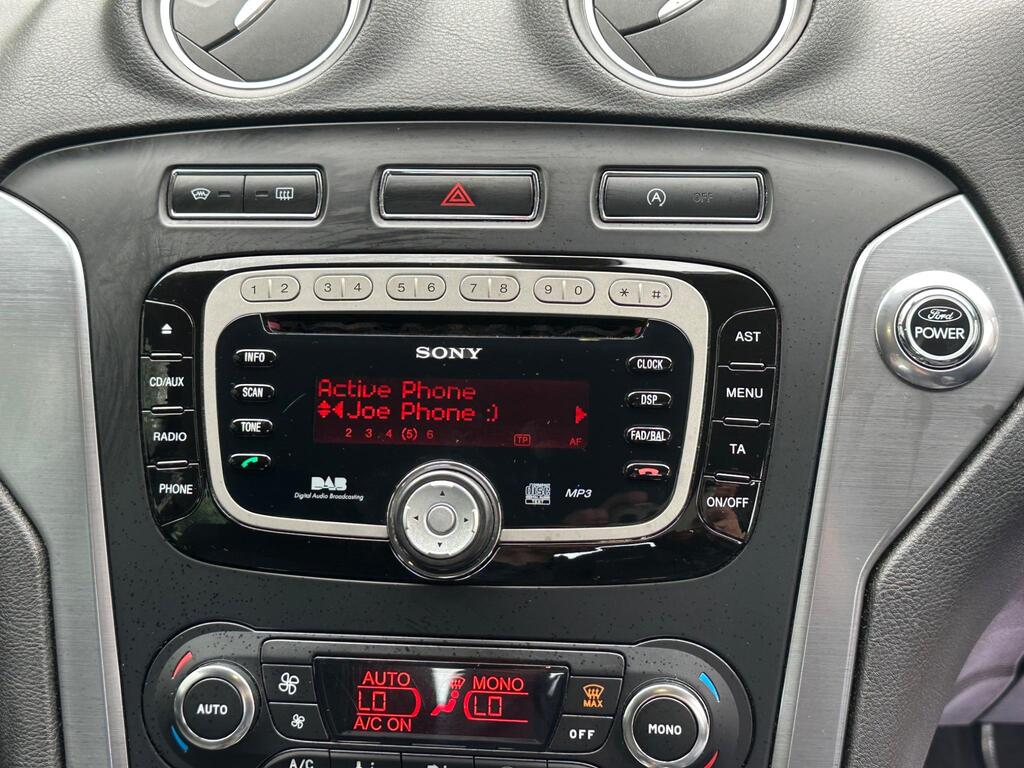 OFF
1 2 3 4 5 6 7 8 9 0 * #
SONY
INFO
SCAN
TONE
CLOCK
DSP
FAD/BAL
CD/AUX
RADIO
PHONE
AST
MENU
TA
ON/OFF
Active Phone
Joe Phone :)
2 3 4 (5) 6
TP
AF
DAB
Digital Audio Broadcasting
MP3
Ford
POWER
AUTO
AUTO
LO
A/C ON
MONO
LO
MAX
OFF
MONO
A/C